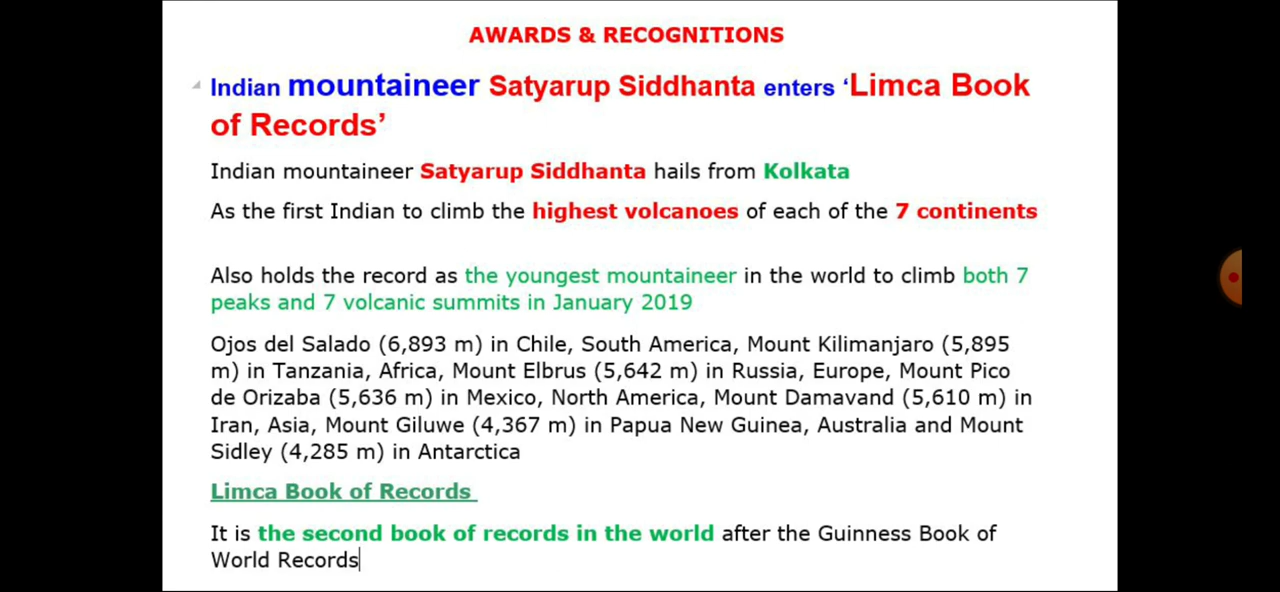 AWARDS & RECOGNITIONS
Indian mountaineer Satyarup Siddhanta enters ‘Limca Book
of Records’
Indian mountaineer Satyarup Siddhanta hails from Kolkata
As the first Indian to climb the highest volcanoes of each of the 7 continents
Also holds the record as the youngest mountaineer in the world to climb both 7
peaks and 7 volcanic summits in January 2019
Ojos del Salado (6,893 m) in Chile, South America, Mount Kilimanjaro (5,895
m) in Tanzania, Africa, Mount Elbrus (5,642 m) in Russia, Europe, Mount Pico
de Orizaba (5,636 m) in Mexico, North America, Mount Damavand (5,610 m) in
Iran, Asia, Mount Giluwe (4,367 m) in Papua New Guinea, Australia and Mount
Sidley (4,285 m) in Antarctica
Limca Book of Records
It is the second book of records in the world after the Guinness Book of
World Records